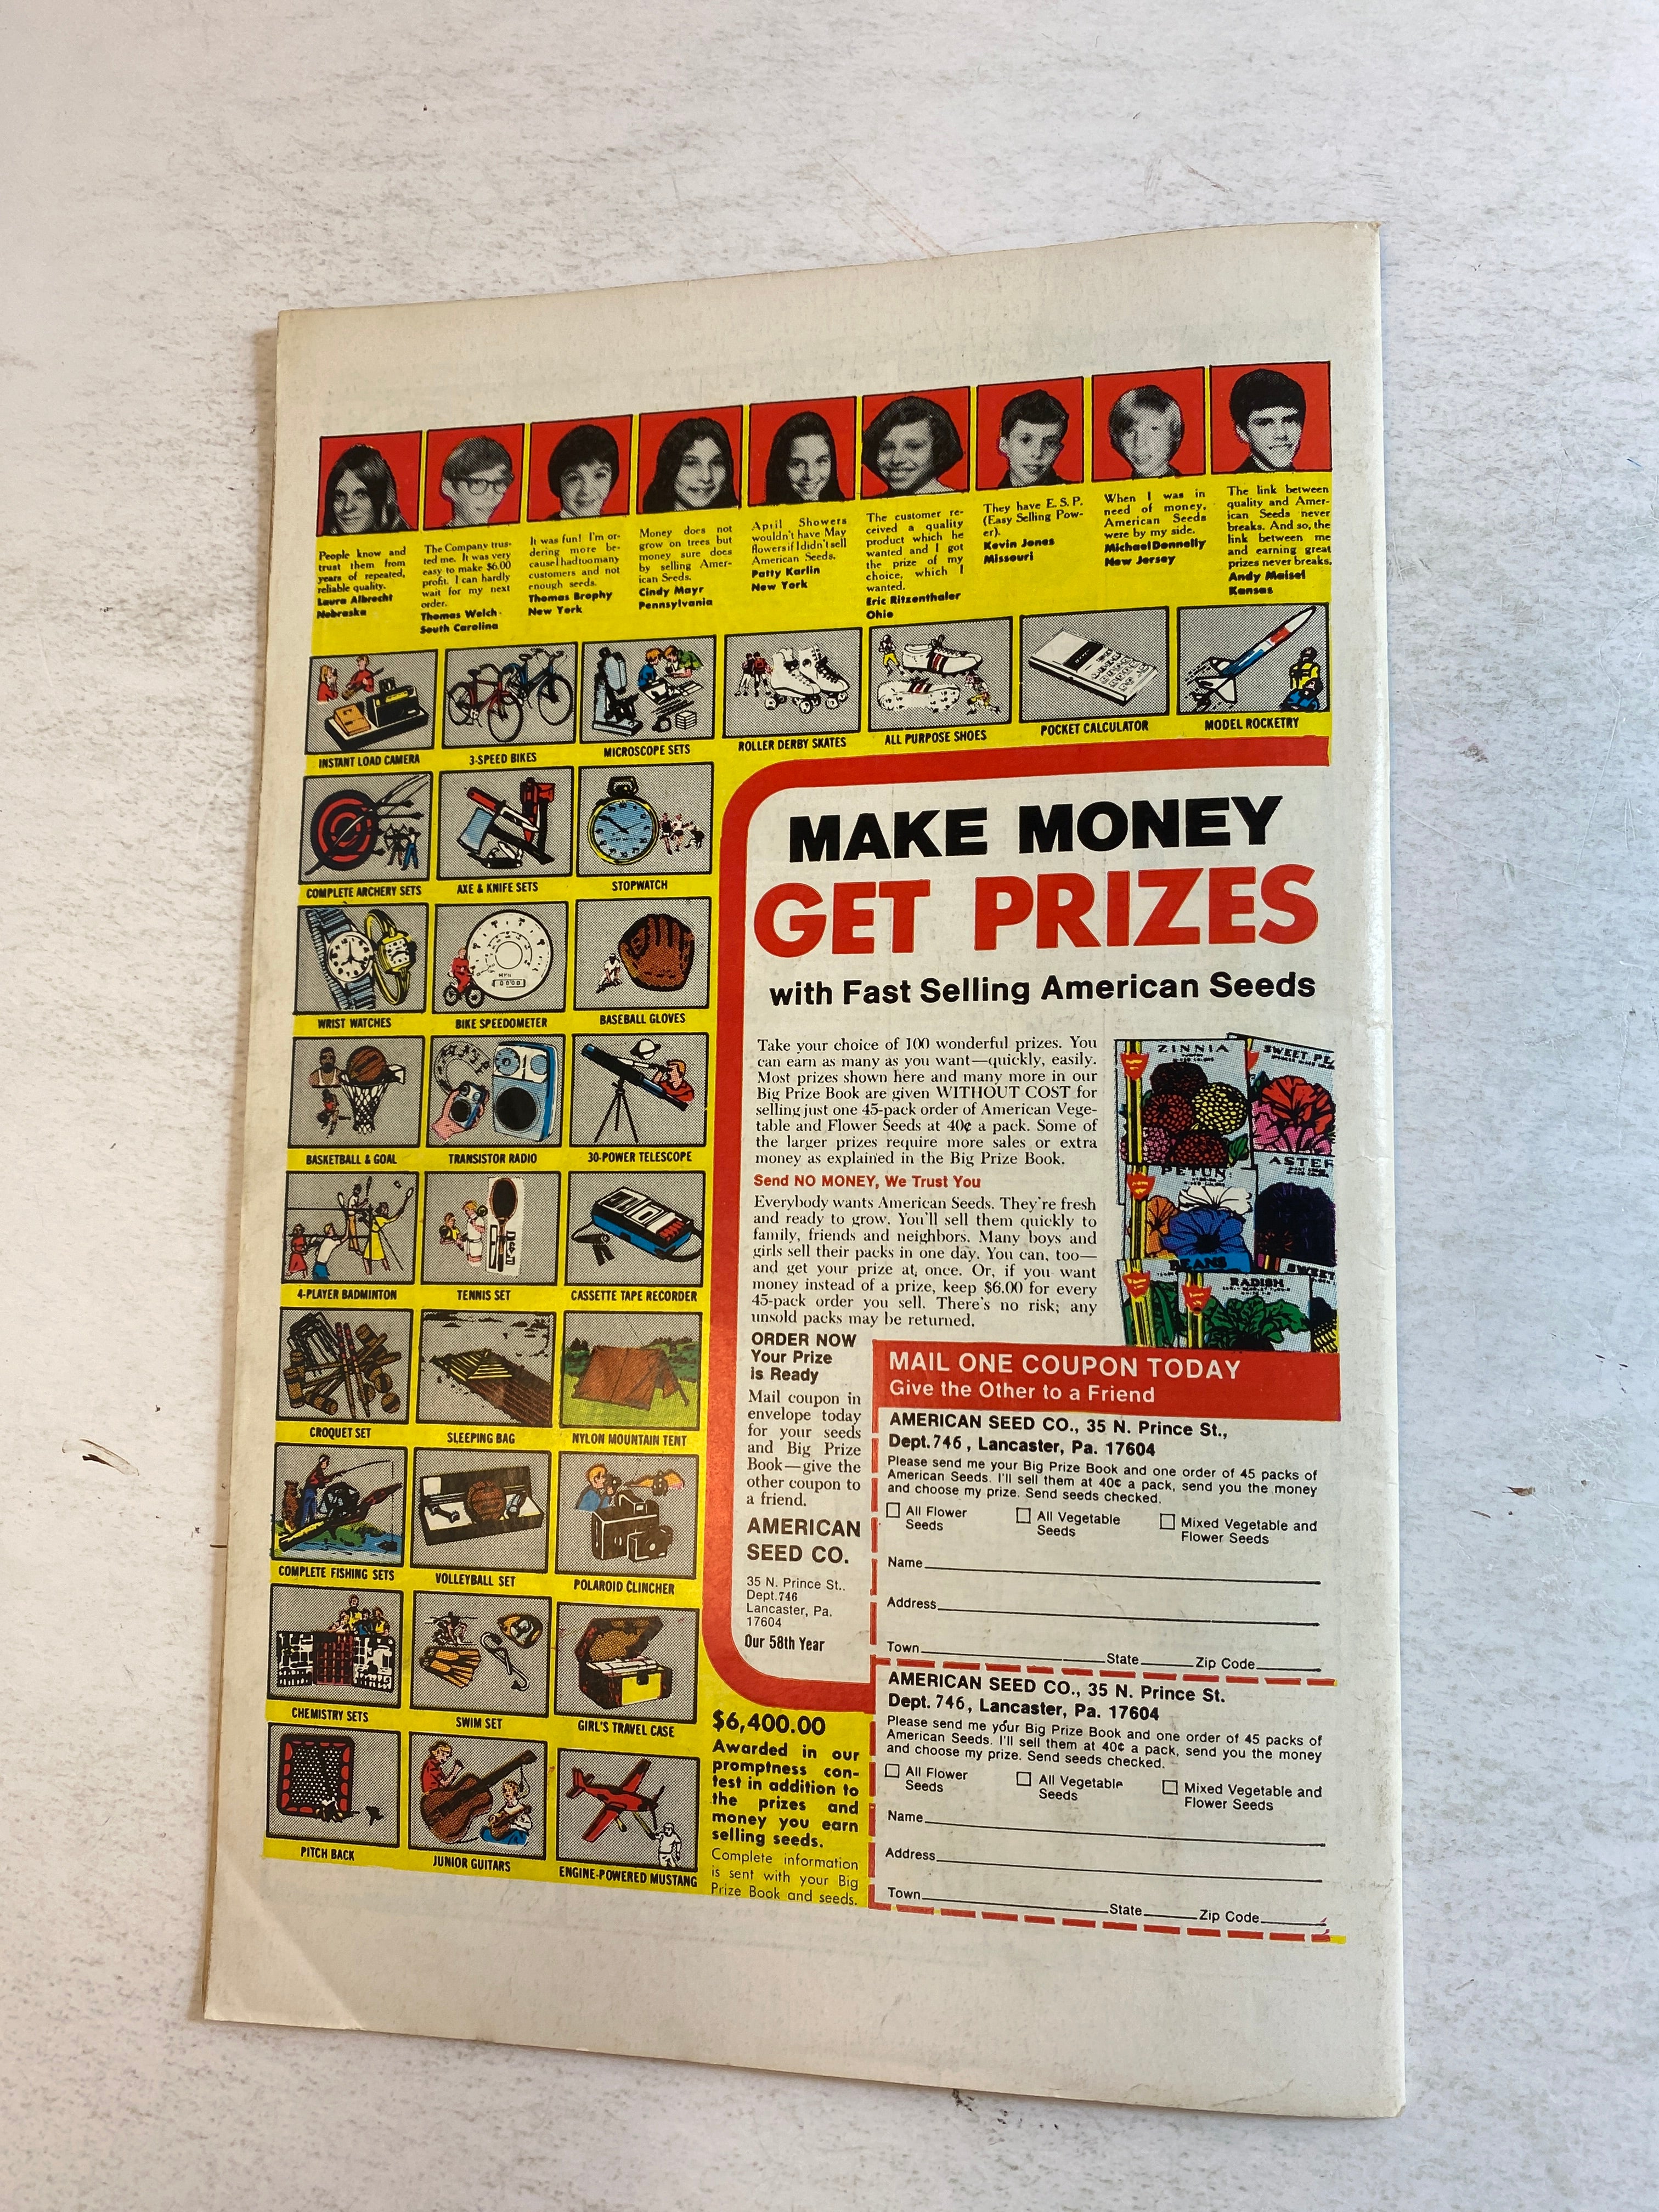 People know and
trust them from
years of repeated,
reliable quality.
Laura Albrecht
Nebraska
The Company trus-
ted me. It was very
easy to make $6.00
profit. I can hardly
wait for my next
order.
Thomas Welch
South Carolina
It was fun! I'm or-
dering more be-
cause I had too many
customers and not
enough seeds.
Thomas Brophy
New York
Money does not
grow on trees but
money sure does
by selling Amer-
ican Seeds.
Cindy Mayr
Pennsylvania
April Showers
wouldn't have May
flowers if I didn't sell
American Seeds.
Patty Karlin
New York
The customer re-
ceived a quality
product which he
wanted and I got
the prize of my
choice, which I
wanted.
Eric Ritzenthaler
Ohio
They have E. S. P.
(Easy Selling Pow-
er).
Kevin Jones
Missouri
When I was in
need of money,
American Seeds
were by my side.
Michael Donnelly
New Jersey
The link between
quality and Amer-
ican Seeds never
breaks. And so, the
link between me
and earning great
prizes never breaks.
Andy Maisel
Kansas
INSTANT LOAD CAMERA
3-SPEED BIKES
MICROSCOPE SETS
ROLLER DERBY SKATES
ALL PURPOSE SHOES
POCKET CALCULATOR
MODEL ROCKETRY
COMPLETE ARCHERY SETS
AXE & KNIFE SETS
STOPWATCH
WRIST WATCHES
BIKE SPEEDOMETER
BASEBALL GLOVES
BASKETBALL & GOAL
TRANSISTOR RADIO
30-POWER TELESCOPE
4-PLAYER BADMINTON
TENNIS SET
CASSETTE TAPE RECORDER
CROQUET SET
SLEEPING BAG
NYLON MOUNTAIN TENT
COMPLETE FISHING SETS
VOLLEYBALL SET
POLAROID CLINCHER
CHEMISTRY SETS
SWIM SET
GIRL'S TRAVEL CASE
PITCH BACK
JUNIOR GUITARS
ENGINE-POWERED MUSTANG
MAKE MONEY
GET PRIZES
with Fast Selling American Seeds
Take your choice of 100 wonderful prizes. You
can earn as many as you want—quickly, easily.
Most prizes shown here and many more in our
Big Prize Book are given WITHOUT COST for
selling just one 45-pack order of American Vege-
table and Flower Seeds at 40¢ a pack. Some of
the larger prizes require more sales or extra
money as explained in the Big Prize Book.
Send NO MONEY, We Trust You
Everybody wants American Seeds. They're fresh
and ready to grow. You'll sell them quickly to
family, friends and neighbors. Many boys and
girls sell their packs in one day. You can, too—
and get your prize at once. Or, if you want
money instead of a prize, keep $6.00 for every
45-pack order you sell. There's no risk; any
unsold packs may be returned.
ZINNIA
SWEET PE
PETUN
ASTER
BEANS
RADISH
SWEET
ORDER NOW
Your Prize
is Ready
Mail coupon in
envelope today
for your seeds
and Big Prize
Book—give the
other coupon to
a friend.
AMERICAN
SEED CO.
35 N. Prince St.,
Dept.746
Lancaster, Pa.
17604
Our 58th Year
$6,400.00
Awarded in our
promptness con-
test in addition to
the prizes and
money you earn
selling seeds.
Complete information
is sent with your Big
Prize Book and seeds.
MAIL ONE COUPON TODAY
Give the Other to a Friend
AMERICAN SEED CO., 35 N. Prince St.,
Dept.746, Lancaster, Pa. 17604
Please send me your Big Prize Book and one order of 45 packs of
American Seeds. I'll sell them at 40¢ a pack, send you the money
and choose my prize. Send seeds checked.
All Flower
Seeds
All Vegetable
Seeds
Mixed Vegetable and
Flower Seeds
Name
Address
Town State Zip Code
AMERICAN SEED CO., 35 N. Prince St.
Dept. 746, Lancaster, Pa. 17604
Please send me your Big Prize Book and one order of 45 packs of
American Seeds. I'll sell them at 40¢ a pack, send you the money
and choose my prize. Send seeds checked.
All Flower
Seeds
All Vegetable
Seeds
Mixed Vegetable and
Flower Seeds
Name
Address
Town State Zip Code